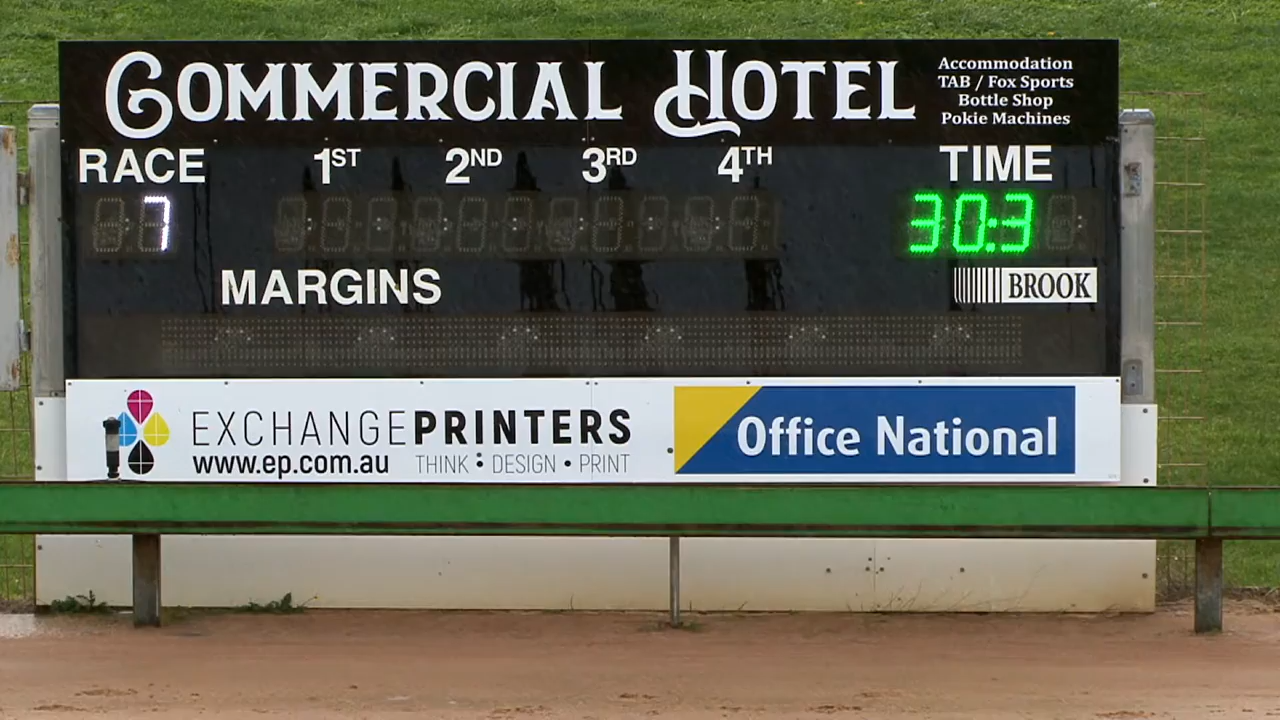 COMMERCIAL HOTEL
Accommodation
TAB / Fox Sports
Bottle Shop
Pokie Machines
RACE 1ST 2ND 3RD 4TH TIME
7 30:3
MARGINS
BROOK
EXCHANGEPRINTERS
www.ep.com.au THINK : DESIGN • PRINT
Office National